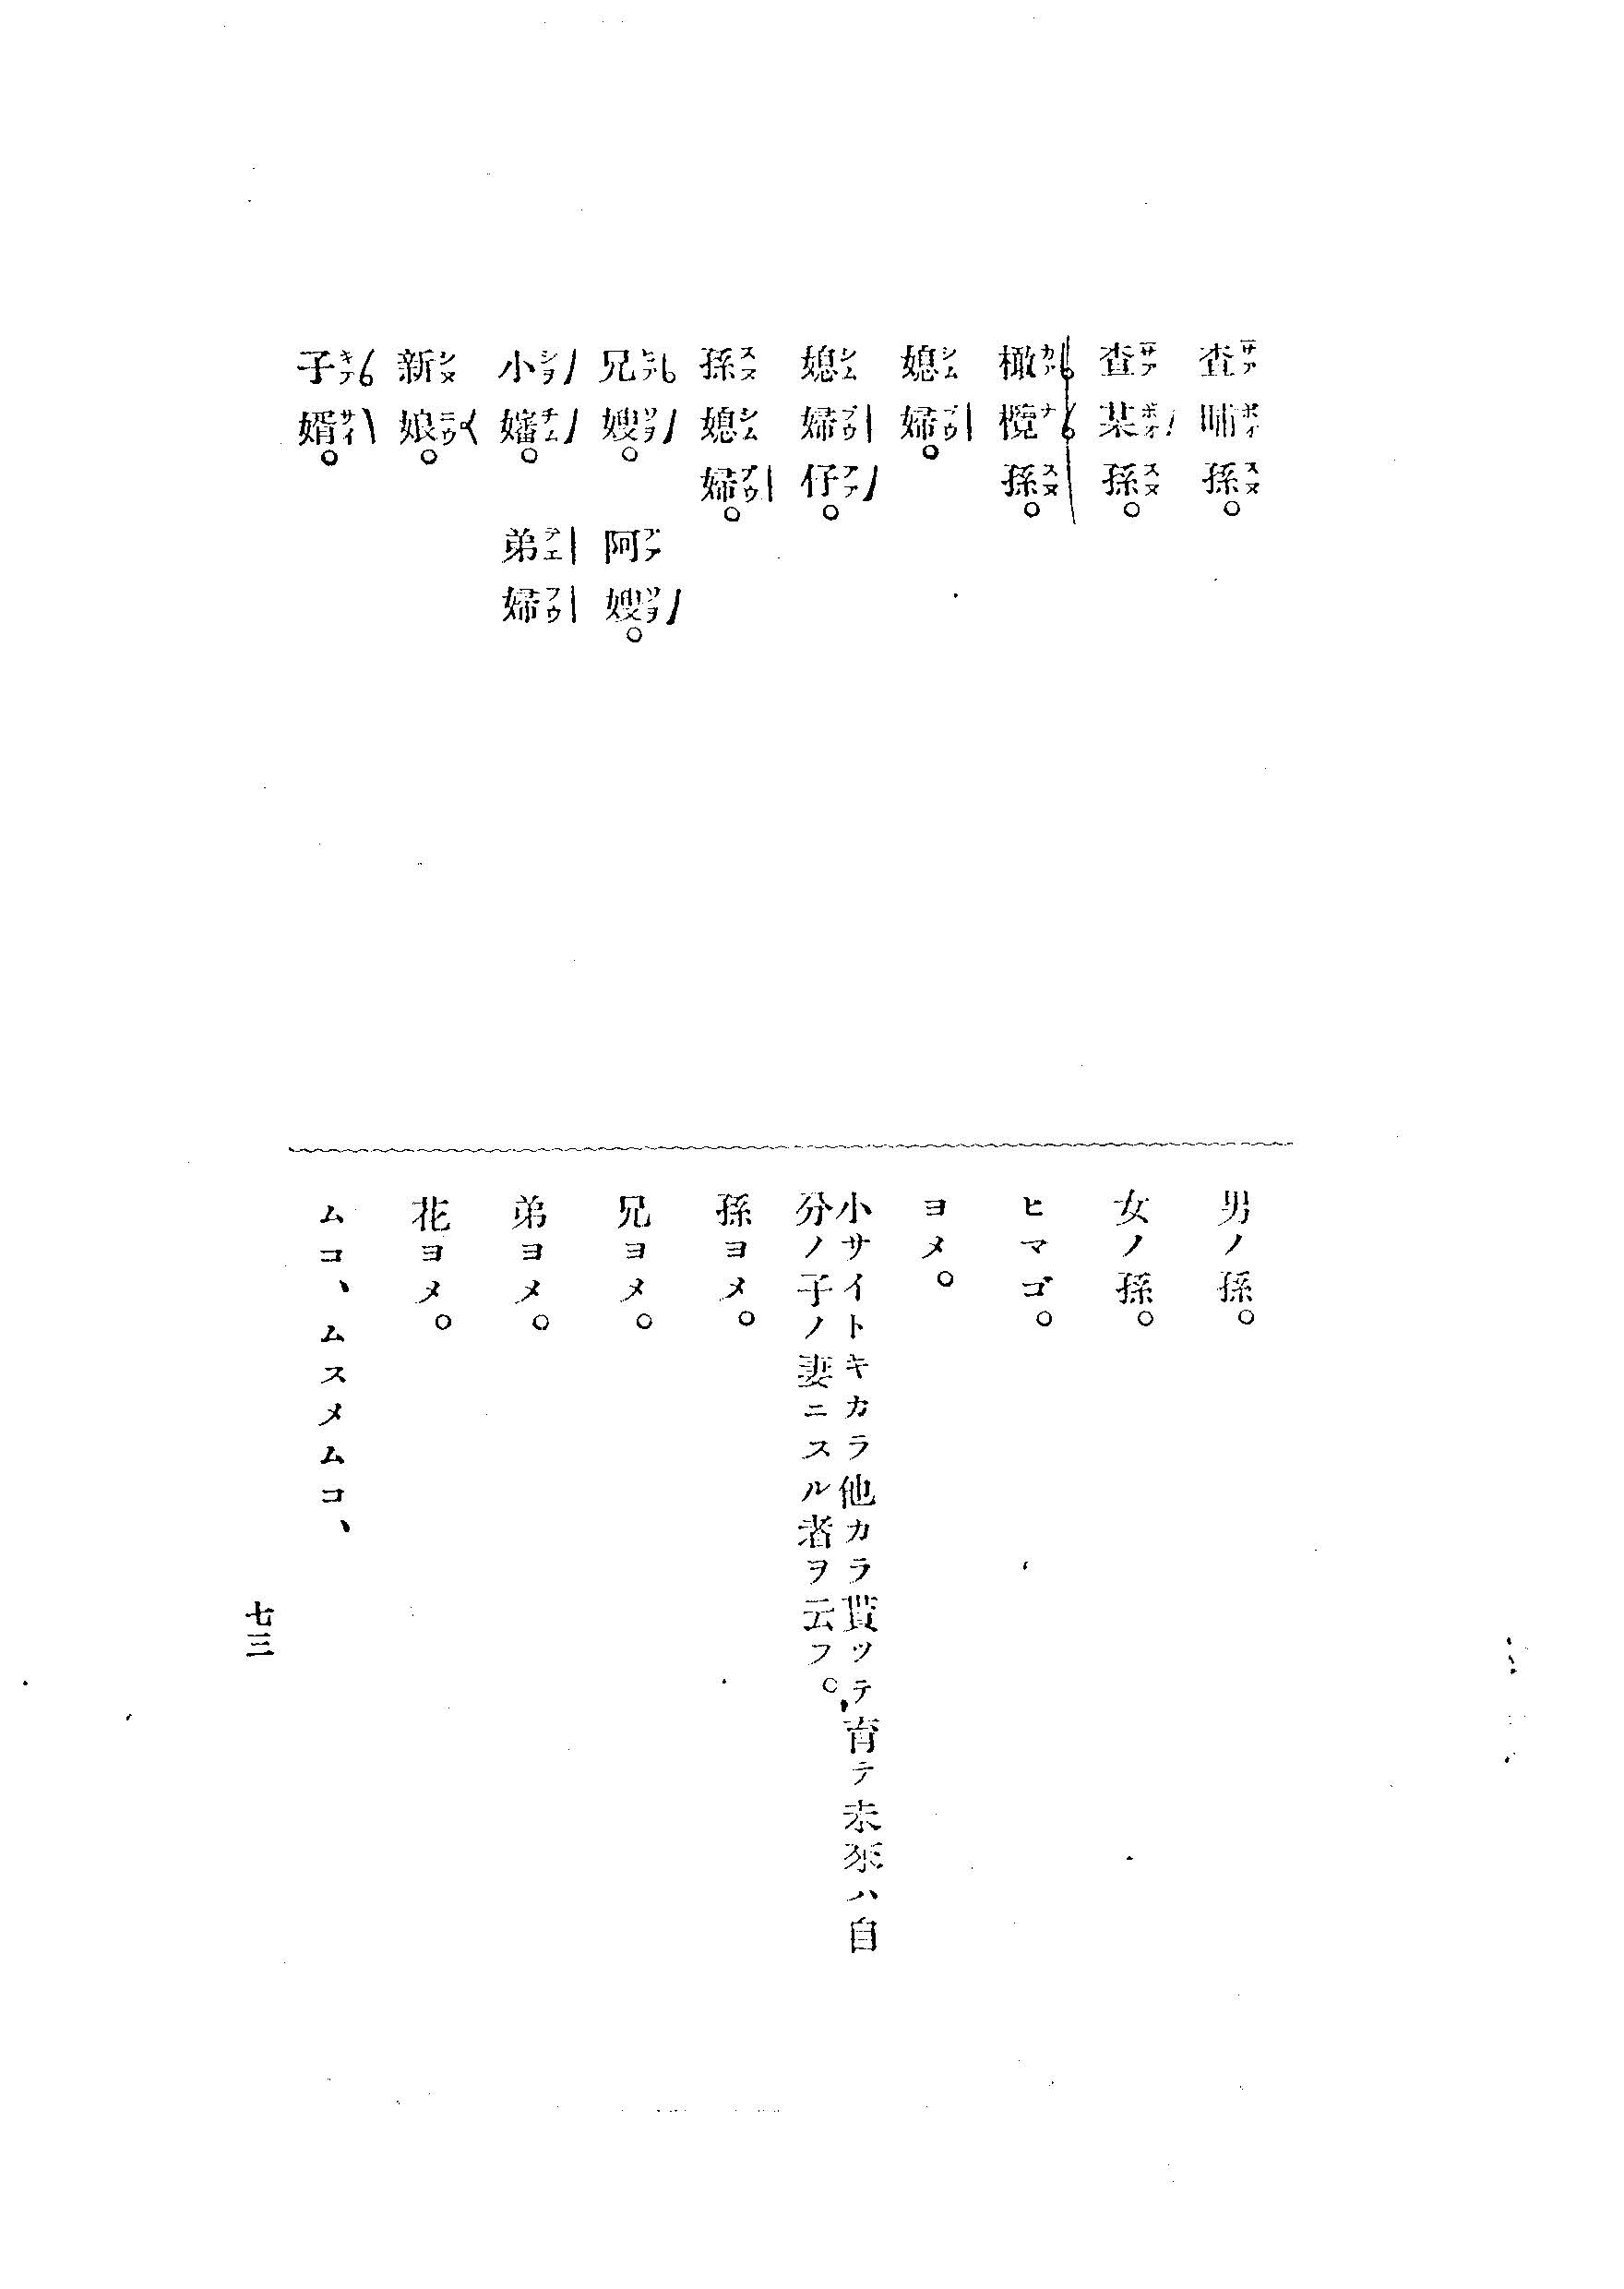 査哺孫。
査某孫。
橄欖孫。
媳婦。
媳婦仔。
孫媳婦。
兄嫂。 阿嫂。
小嬸。 弟婦
新娘。
子婿。
男ノ孫。
女ノ孫。
ヒマゴ。
ヨメ。
小サイトキカラ他カラ貰ツテ育テ未來ハ自
分ノ子ノ妻ニスル者ヲ云フ。
孫ヨメ。
兄ヨメ。
弟ヨメ。
花ヨメ。
ムコ、ムスメムコ、
七三